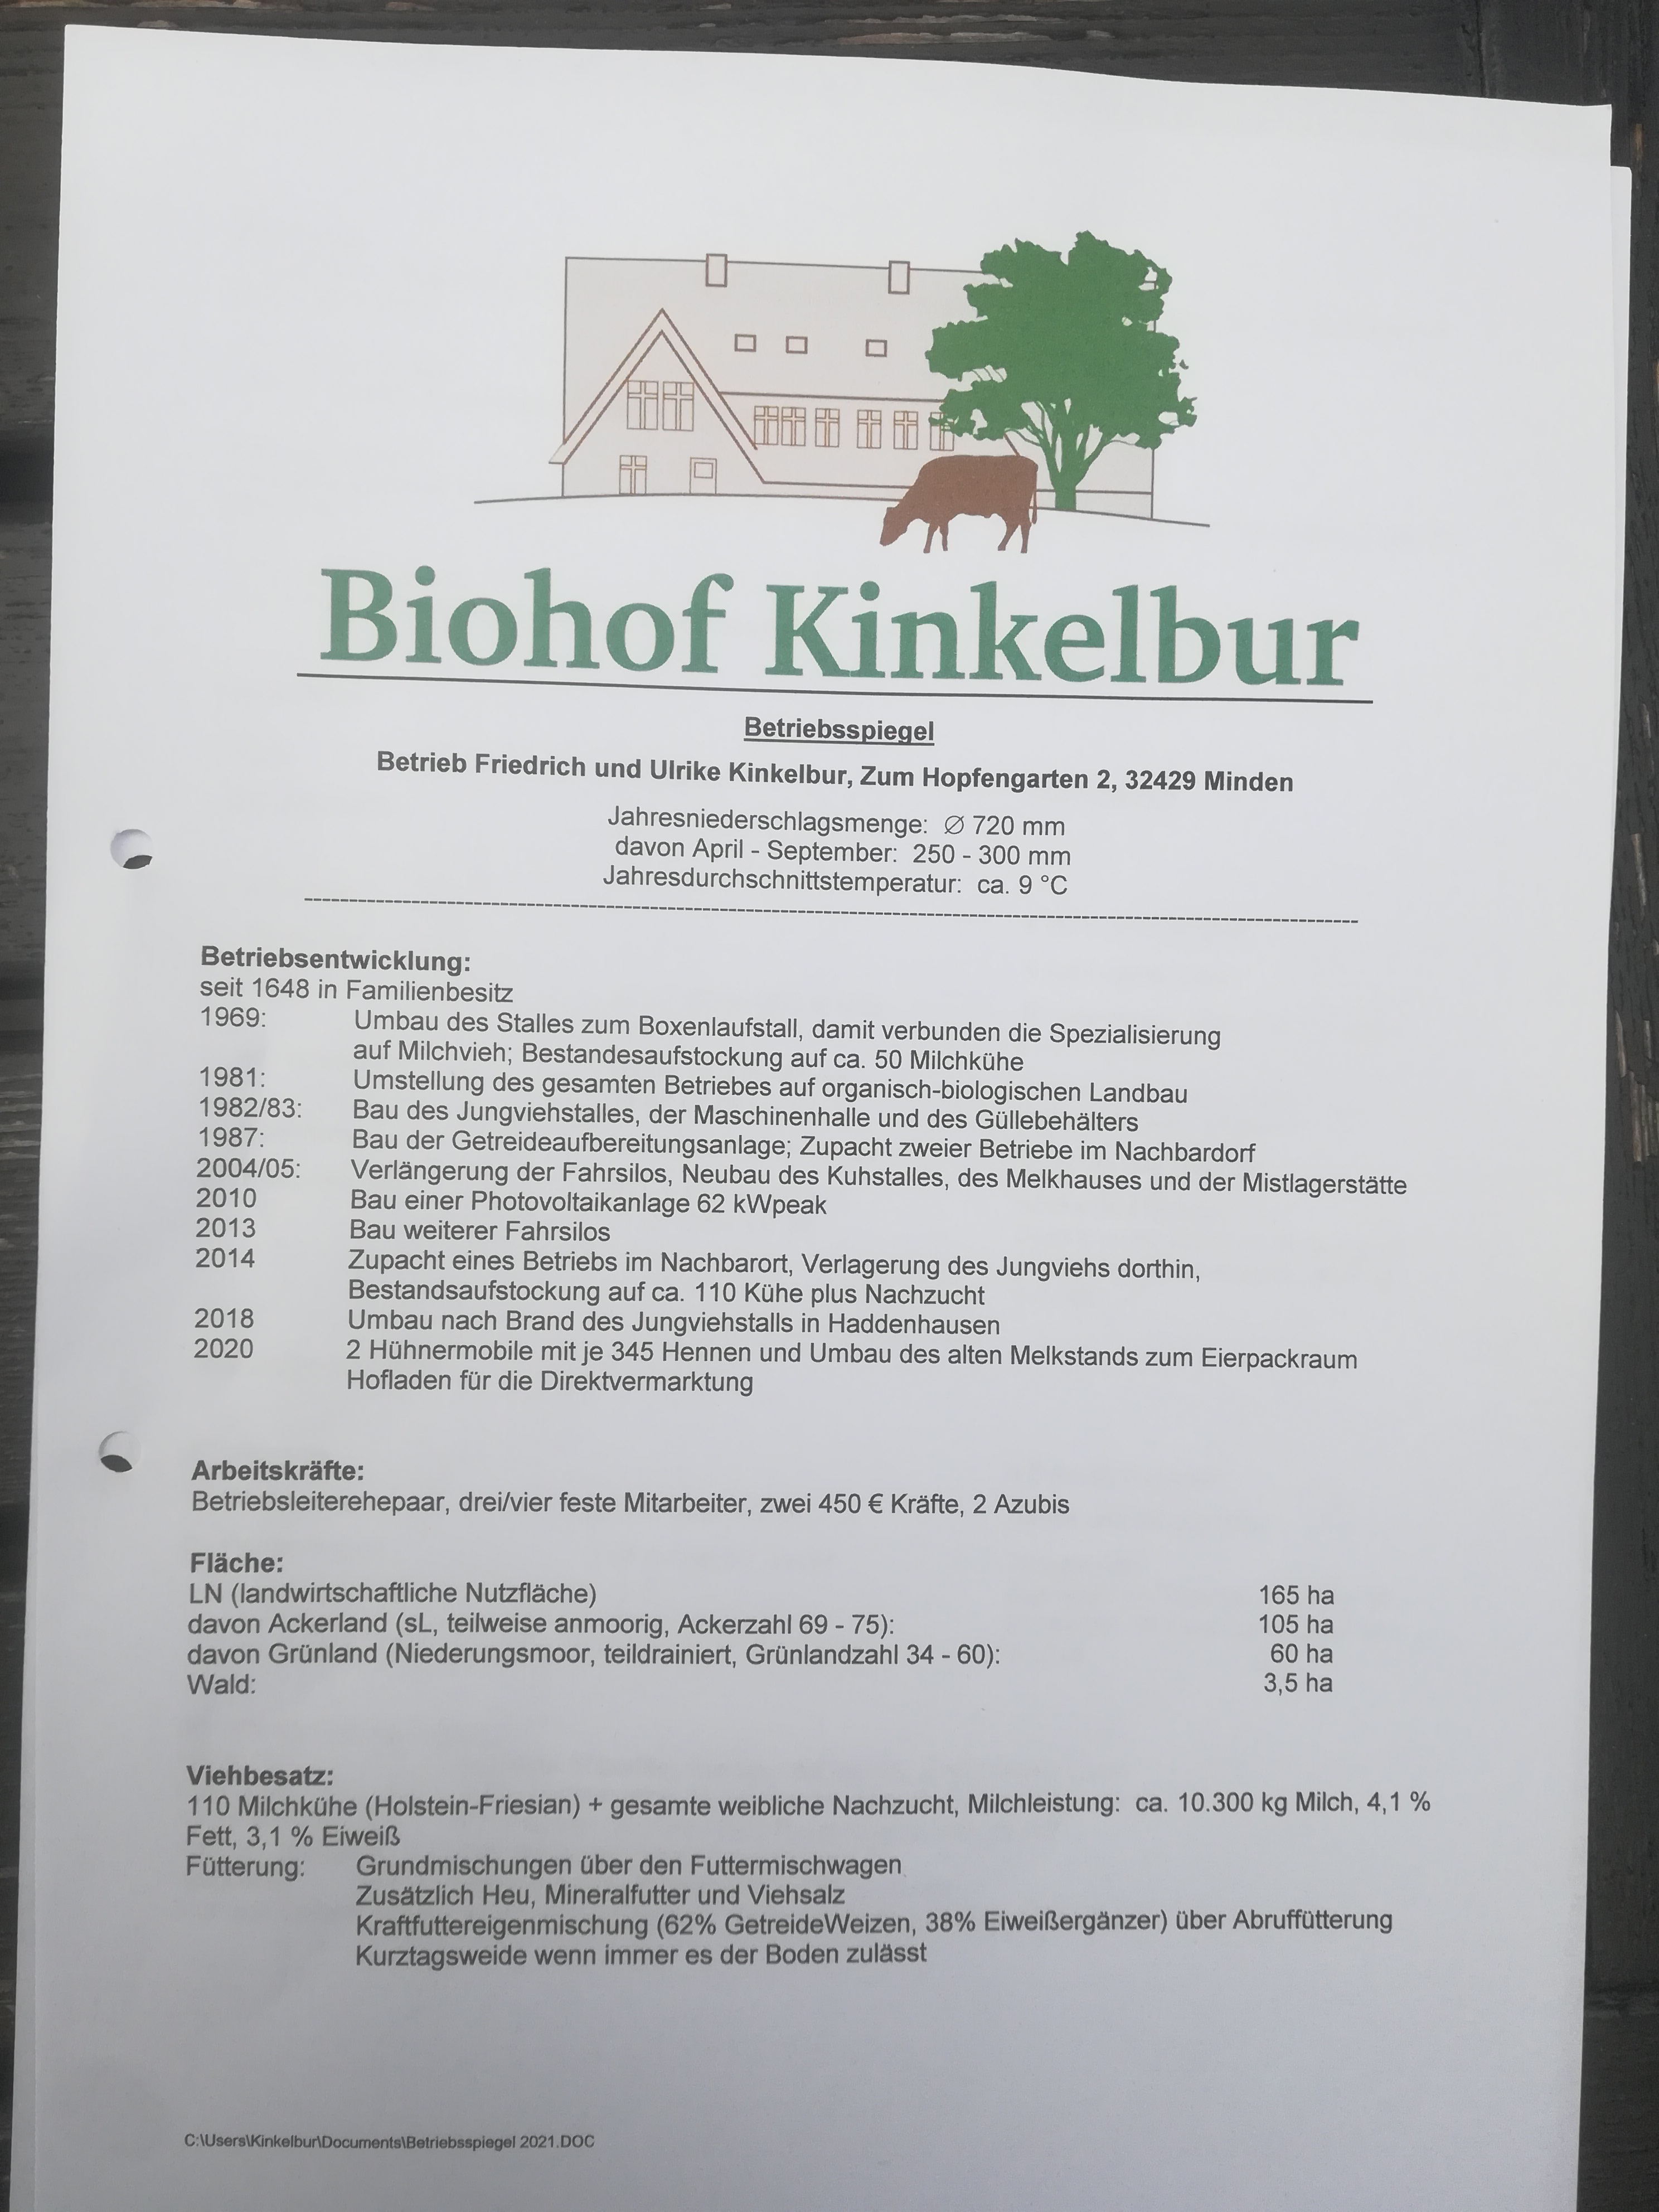 Biohof Kinkelbur
Betriebsspiegel
Betrieb Friedrich und Ulrike Kinkelbur, Zum Hopfengarten 2, 32429 Minden
Jahresniederschlagsmenge: Ø 720 mm
davon April - September: 250 - 300 mm
Jahresdurchschnittstemperatur: ca. 9 °C
Betriebsentwicklung:
seit 1648 in Familienbesitz
1969: Umbau des Stalles zum Boxenlaufstall, damit verbunden die Spezialisierung
auf Milchvieh; Bestandesaufstockung auf ca. 50 Milchkühe
1981: Umstellung des gesamten Betriebes auf organisch-biologischen Landbau
1982/83: Bau des Jungviehstalles, der Maschinenhalle und des Güllebehälters
1987: Bau der Getreideaufbereitungsanlage; Zupacht zweier Betriebe im Nachbardorf
2004/05: Verlängerung der Fahrsilos, Neubau des Kuhstalles, des Melkhauses und der Mistlagerstätte
2010 Bau einer Photovoltaikanlage 62 kWpeak
2013 Bau weiterer Fahrsilos
2014 Zupacht eines Betriebs im Nachbarort, Verlagerung des Jungviehs dorthin,
Bestandsaufstockung auf ca. 110 Kühe plus Nachzucht
2018 Umbau nach Brand des Jungviehstalls in Haddenhausen
2020 2 Hühnermobile mit je 345 Hennen und Umbau des alten Melkstands zum Eierpackraum
Hofladen für die Direktvermarktung
Arbeitskräfte:
Betriebsleiterehepaar, drei/vier feste Mitarbeiter, zwei 450 € Kräfte, 2 Azubis
Fläche:
LN (landwirtschaftliche Nutzfläche) 165 ha
davon Ackerland (sL, teilweise anmoorig, Ackerzahl 69 - 75): 105 ha
davon Grünland (Niederungsmoor, teildrainiert, Grünlandzahl 34 - 60): 60 ha
Wald: 3,5 ha
Viehbesatz:
110 Milchkühe (Holstein-Friesian) + gesamte weibliche Nachzucht, Milchleistung: ca. 10.300 kg Milch, 4,1 %
Fett, 3,1 % Eiweiß
Fütterung: Grundmischungen über den Futtermischwagen
Zusätzlich Heu, Mineralfutter und Viehsalz
Kraftfuttereigenmischung (62% GetreideWeizen, 38% Eiweißergänzer) über Abruffütterung
Kurztagsweide wenn immer es der Boden zulässt
C:\Users\Kinkelbur\Documents\Betriebsspiegel 2021.DOC